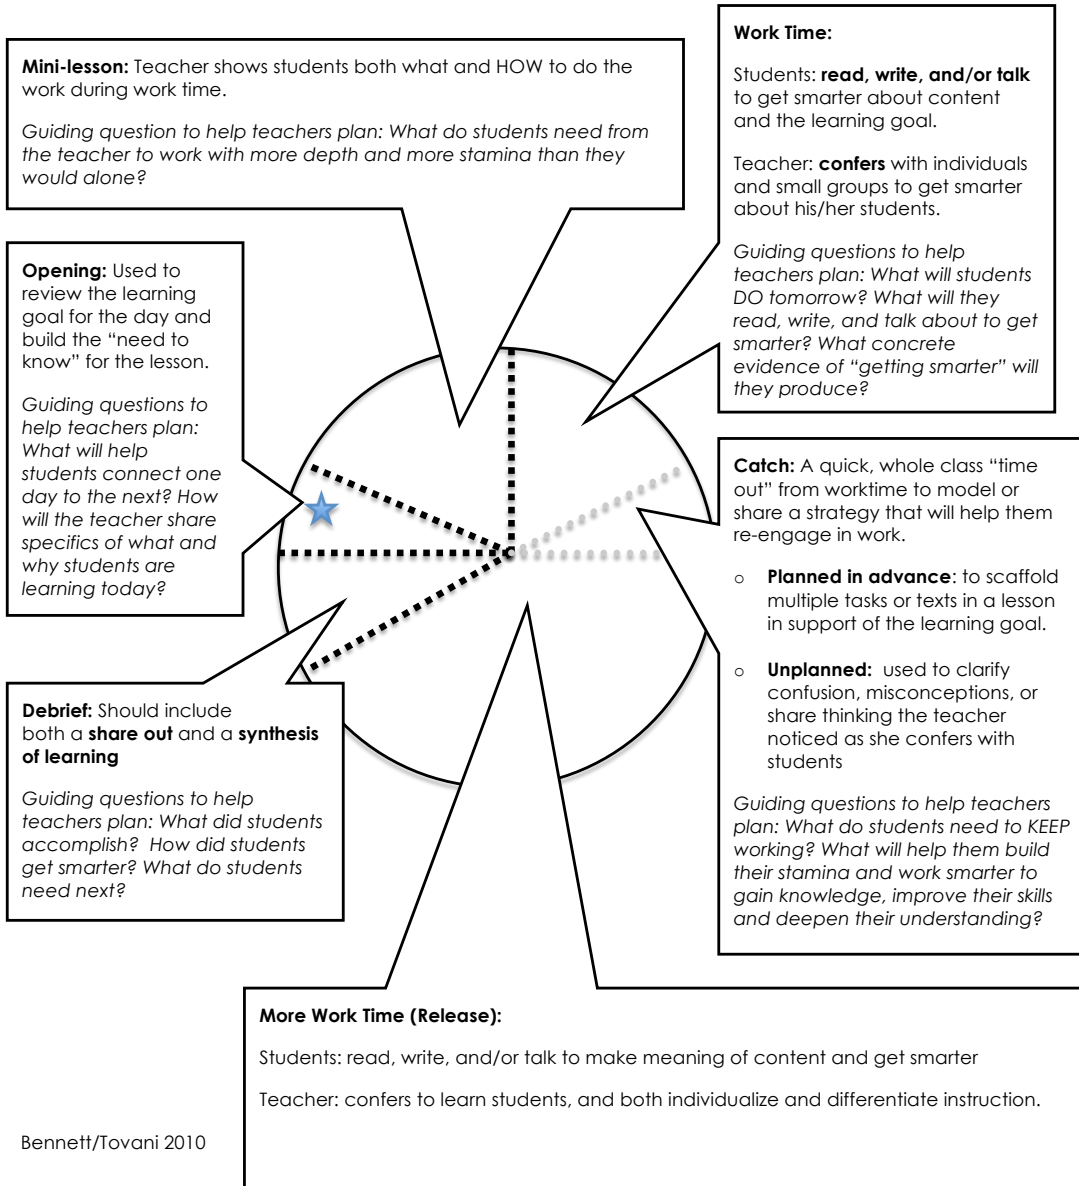 Mini-lesson: Teacher shows students both what and HOW to do the
work during work time.
Guiding question to help teachers plan: What do students need from
the teacher to work with more depth and more stamina than they
would alone?
Work Time:
Students: read, write, and/or talk
to get smarter about content
and the learning goal.
Teacher: confers with individuals
and small groups to get smarter
about his/her students.
Guiding questions to help
teachers plan: What will students
DO tomorrow? What will they
read, write, and talk about to get
smarter? What concrete
evidence of “getting smarter” will
they produce?
Opening: Used to
review the learning
goal for the day and
build the “need to
know” for the lesson.
Guiding questions to
help teachers plan:
What will help
students connect one
day to the next? How
will the teacher share
specifics of what and
why students are
learning today?
Catch: A quick, whole class “time
out” from worktime to model or
share a strategy that will help them
re-engage in work.
o Planned in advance: to scaffold
multiple tasks or texts in a lesson
in support of the learning goal.
o Unplanned: used to clarify
confusion, misconceptions, or
share thinking the teacher
noticed as she confers with
students
Guiding questions to help teachers
plan: What do students need to KEEP
working? What will help them build
their stamina and work smarter to
gain knowledge, improve their skills
and deepen their understanding?
Debrief: Should include
both a share out and a synthesis
of learning
Guiding questions to help
teachers plan: What did students
accomplish? How did students
get smarter? What do students
need next?
More Work Time (Release):
Students: read, write, and/or talk to make meaning of content and get smarter
Teacher: confers to learn students, and both individualize and differentiate instruction.
Bennett/Tovani 2010